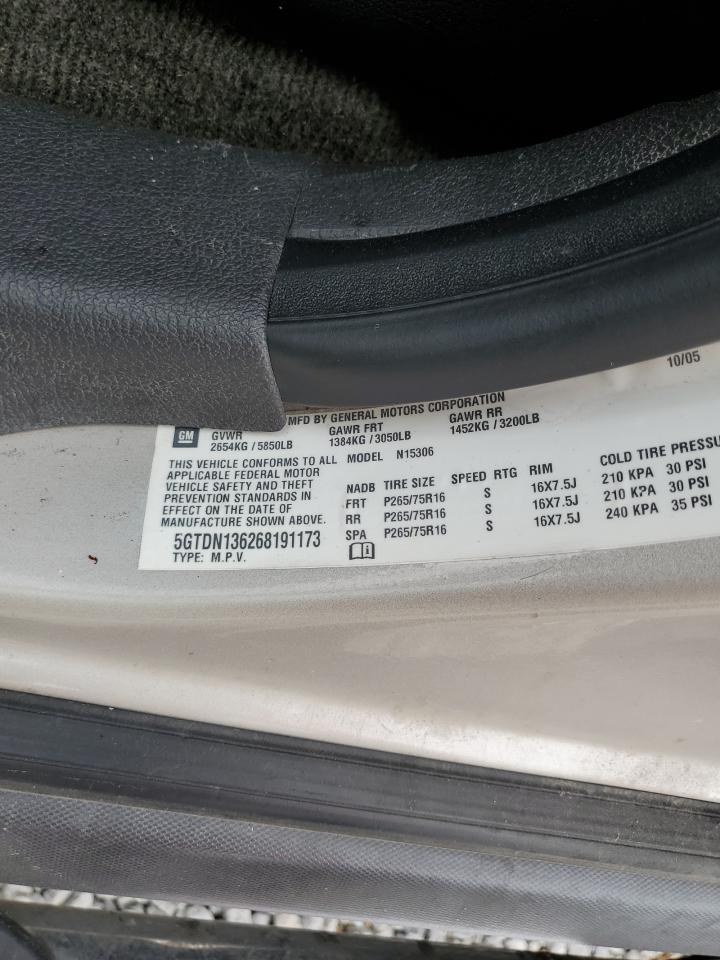 10/05
GM MFD BY GENERAL MOTORS CORPORATION
GVWR GAWR FRT GAWR RR
2654KG / 5850LB 1384KG / 3050LB 1452KG / 3200LB
THIS VEHICLE CONFORMS TO ALL
APPLICABLE FEDERAL MOTOR
VEHICLE SAFETY AND THEFT
PREVENTION STANDARDS IN
EFFECT ON THE DATE OF
MANUFACTURE SHOWN ABOVE.
5GTDN136268191173
TYPE: M.P.V.
MODEL N15306
NADB TIRE SIZE SPEED RTG RIM COLD TIRE
FRT P265/75R16 S 16X7.5J 210 KPA 30 PSI
RR P265/75R16 S 16X7.5J 210 KPA 30 PSI
SPA P265/75R16 S 16X7.5J 240 KPA 35 PSI